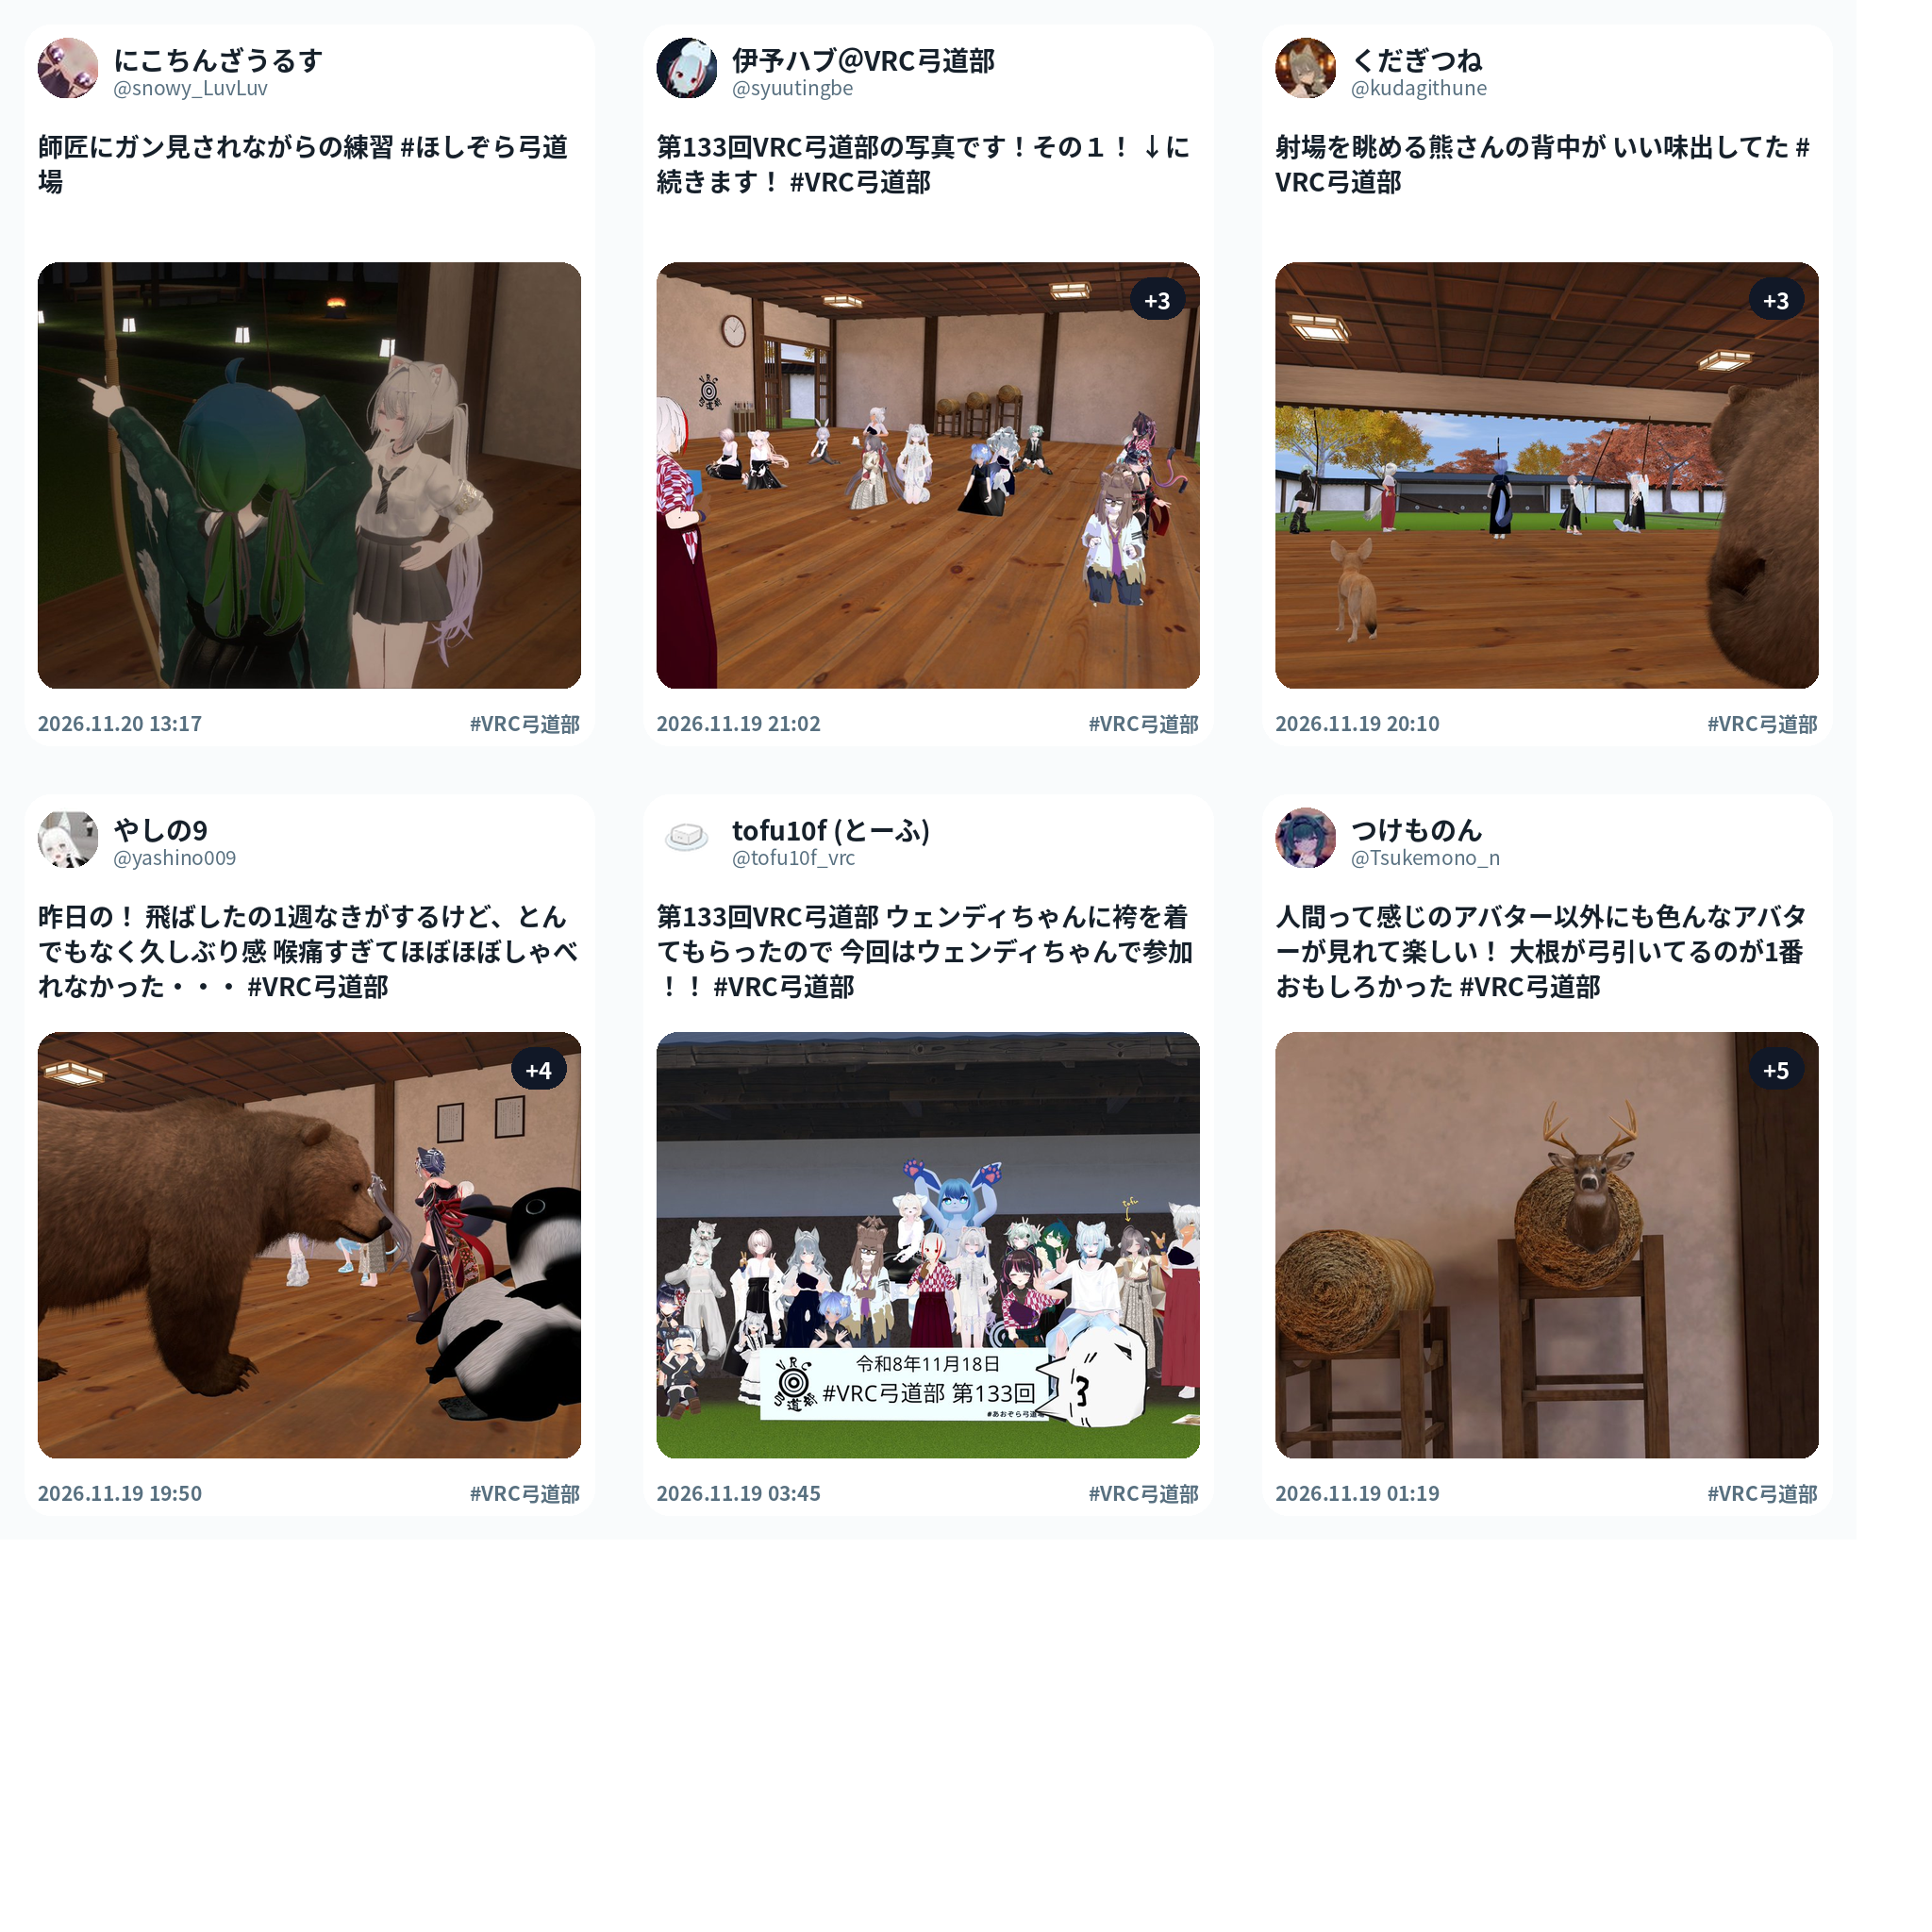 にこちんざうるす
@snowy_LuvLuv
師匠にガン見されながらの練習 #ほしぞら弓道
場
2026.11.20 13:17
#VRC弓道部
伊予ハブ@VRC弓道部
@syuutingbe
第133回VRC弓道部の写真です！その１！ ↓に
続きます！ #VRC弓道部
+3
VRC
弓道部
2026.11.19 21:02
#VRC弓道部
くだぎつね
@kudagithune
射場を眺める熊さんの背中が いい味出してた #
VRC弓道部
+3
2026.11.19 20:10
#VRC弓道部
やしの9
@yashino009
昨日の！ 飛ばしたの1週なきがするけど、とん
でもなく久しぶり感 喉痛すぎてほぼほぼしゃべ
れなかった・・・ #VRC弓道部
+4
2026.11.19 19:50
#VRC弓道部
tofu10f (とーふ)
@tofu10f_vrc
第133回VRC弓道部 ウェンディちゃんに袴を着
てもらったので 今回はウェンディちゃんで参加
！！ #VRC弓道部
tofu
VRC
弓道部
令和8年11月18日
#VRC弓道部 第133回
#あおぞら弓道場
2026.11.19 03:45
#VRC弓道部
つけものん
@Tsukemono_n
人間って感じのアバター以外にも色んなアバタ
ーが見れて楽しい！ 大根が弓引いてるのが1番
おもしろかった #VRC弓道部
+5
2026.11.19 01:19
#VRC弓道部